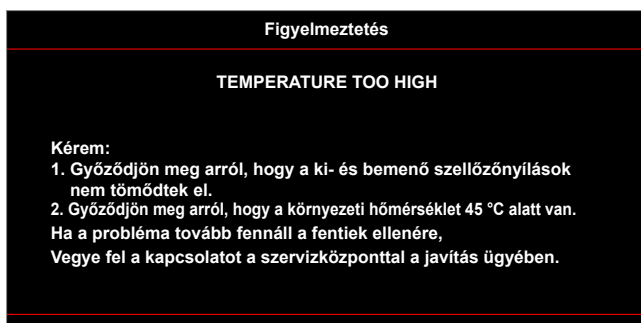 Figyelmeztetés
TEMPERATURE TOO HIGH
Kérem:
1. Győződjön meg arról, hogy a ki- és bemenő szellőzőnyílások
nem tömődtek el.
2. Győződjön meg arról, hogy a környezeti hőmérséklet 45 °C alatt van.
Ha a probléma tovább fennáll a fentiek ellenére,
Vegye fel a kapcsolatot a szervizközponttal a javítás ügyében.